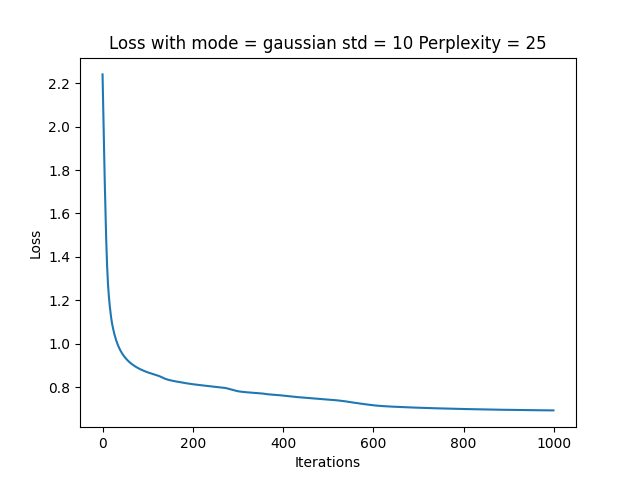 Loss with mode = gaussian std = 10 Perplexity = 25
2.2
2.0
1.8
1.6
1.4
1.2
1.0
0.8
Loss
0 200 400 600 800 1000
Iterations